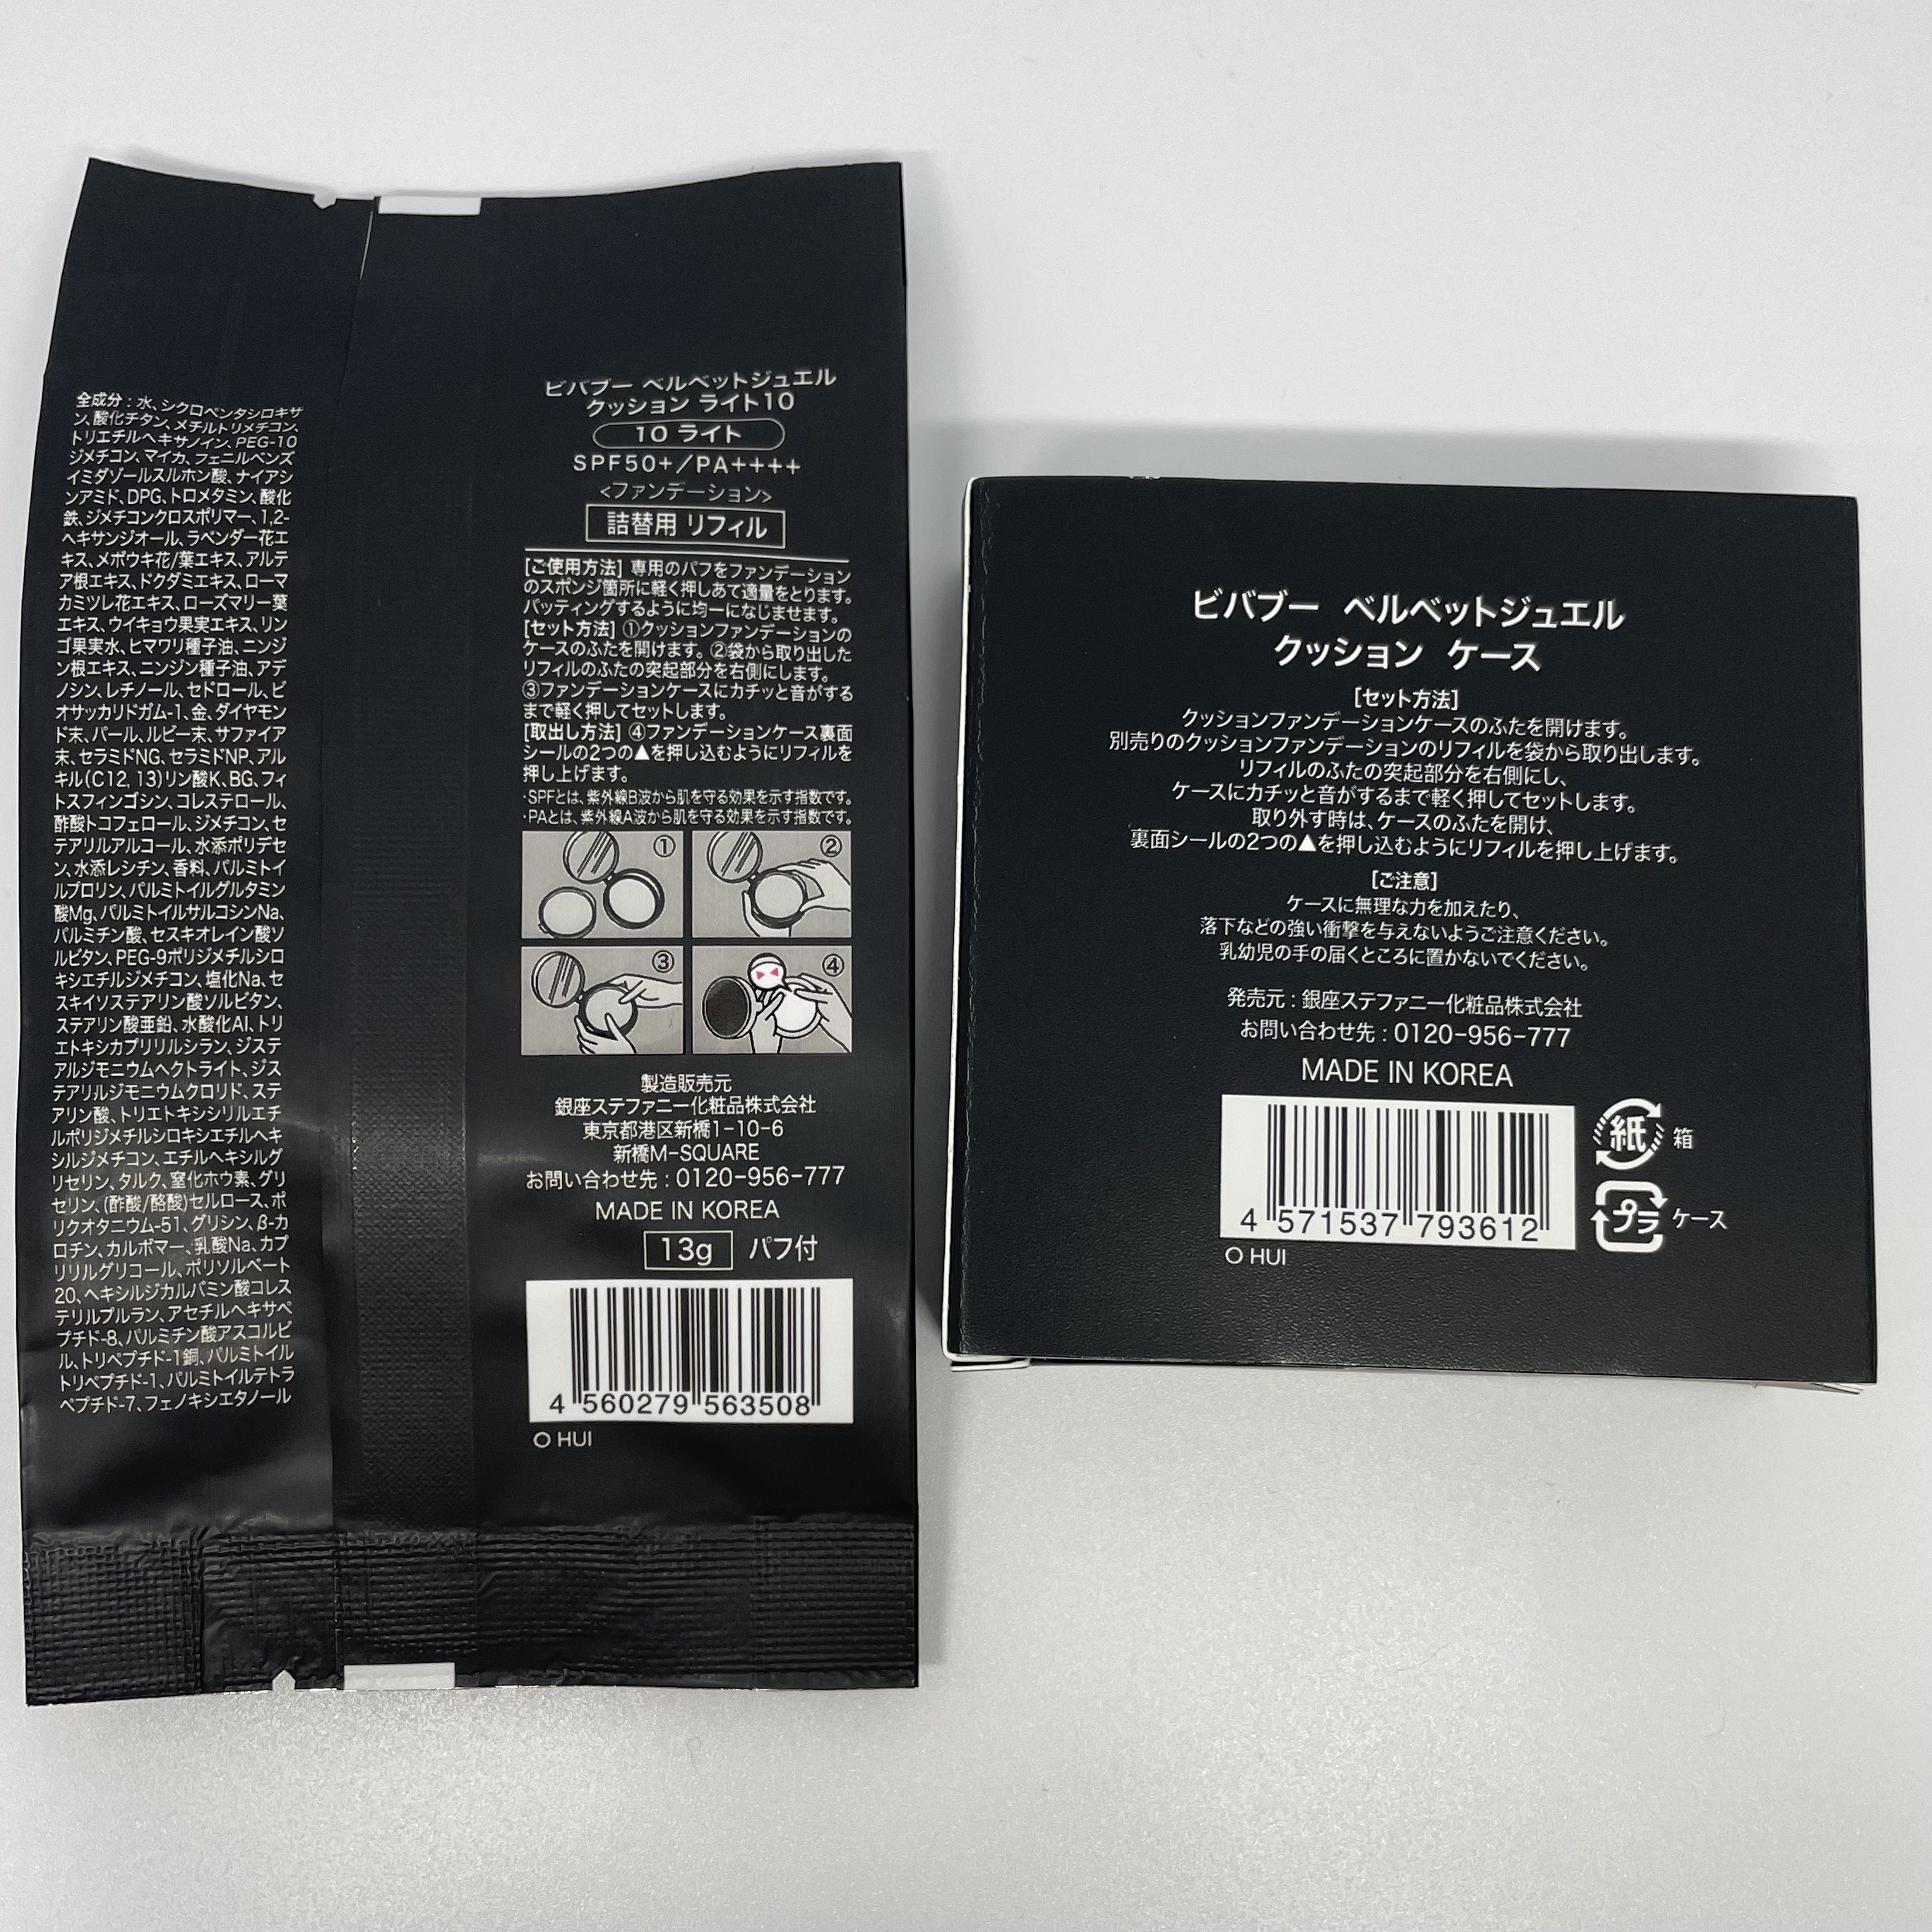 全成分：水、シクロペンタシロキサ
ン、酸化チタン、メチルトリメチコン、
トリエチルヘキサノイン、PEG-10
ジメチコン、マイカ、フェニルベンズ
イミダゾールスルホン酸、ナイアシ
ンアミド、DPG、トロメタミン、酸化
鉄、ジメチコンクロスポリマー、1,2-
ヘキサンジオール、ラベンダー花エ
キス、メボウキ花/葉エキス、アルテ
ア根エキス、ドクダミエキス、ローマ
カミツレ花エキス、ローズマリー葉
エキス、ウイキョウ果実エキス、リン
ゴ果実水、ヒマワリ種子油、ニンジ
ン根エキス、ニンジン種子油、アデ
ノシン、レチノール、セドロール、ビ
オサッカリドガム-1、金、ダイヤモン
ド末、パール、ルビー末、サファイア
末、セラミドNG、セラミドNP、アル
キル(C12, 13)リン酸K、BG、フィ
トスフィンゴシン、コレステロール、
酢酸トコフェロール、ジメチコン、セ
テアリルアルコール、水添ポリデセ
ン、水添レシチン、香料、パルミトイ
ルプロリン、パルミトイルグルタミン
酸Mg、パルミトイルサルコシンNa、
パルミチン酸、セスキオレイン酸ソ
ルビタン、PEG-9ポリジメチルシロ
キシエチルジメチコン、塩化Na、セ
スキイソステアリン酸ソルビタン、
ステアリン酸亜鉛、水酸化Al、トリ
エトキシカプリリルシラン、ジステ
アルジモニウムヘクトライト、ジス
テアリルジモニウムクロリド、ステ
アリン酸、トリエトキシシリルエチ
ルポリジメチルシロキシエチルヘキ
シルジメチコン、エチルヘキシルグ
リセリン、タルク、窒化ホウ素、グリ
セリン、(酢酸/酪酸)セルロース、ポ
リクオタニウム-51、グリシン、β-カ
ロチン、カルボマー、乳酸Na、カプ
リリルグリコール、ポリソルベート
20、ヘキシルジカルバミン酸コレス
テリルプルラン、アセチルヘキサペ
プチド-8、パルミチン酸アスコルビ
ル、トリペプチド-1銅、パルミトイル
トリペプチド-1、パルミトイルテトラ
ペプチド-7、フェノキシエタノール
ビバブー ベルベットジュエル
クッション ライト10
10 ライト
SPF50+／PA++++
<ファンデーション>
詰替用 リフィル
[ご使用方法] 専用のパフをファンデーション
のスポンジ箇所に軽く押しあて適量をとります。
パッティングするように均一になじませます。
[セット方法] ①クッションファンデーションの
ケースのふたを開けます。②袋から取り出した
リフィルのふたの突起部分を右側にします。
③ファンデーションケースにカチッと音がする
まで軽く押してセットします。
[取出し方法] ④ファンデーションケース裏面
シールの2つの▲を押し込むようにリフィルを
押し上げます。
・SPFとは、紫外線B波から肌を守る効果を示す指数です。
・PAとは、紫外線A波から肌を守る効果を示す指数です。
①
②
③
④
製造販売元
銀座ステファニー化粧品株式会社
東京都港区新橋1-10-6
新橋M-SQUARE
お問い合わせ先：0120-956-777
MADE IN KOREA
13g パフ付
4 560279 563508
O HUI
ビバブー ベルベットジュエル
クッション ケース
[セット方法]
クッションファンデーションケースのふたを開けます。
別売りのクッションファンデーションのリフィルを袋から取り出します。
リフィルのふたの突起部分を右側にし、
ケースにカチッと音がするまで軽く押してセットします。
取り外す時は、ケースのふたを開け、
裏面シールの2つの▲を押し込むようにリフィルを押し上げます。
[ご注意]
ケースに無理な力を加えたり、
落下などの強い衝撃を与えないようご注意ください。
乳幼児の手の届くところに置かないでください。
発売元：銀座ステファニー化粧品株式会社
お問い合わせ先：0120-956-777
MADE IN KOREA
紙 箱
プラ ケース
4 571537 793612
O HUI